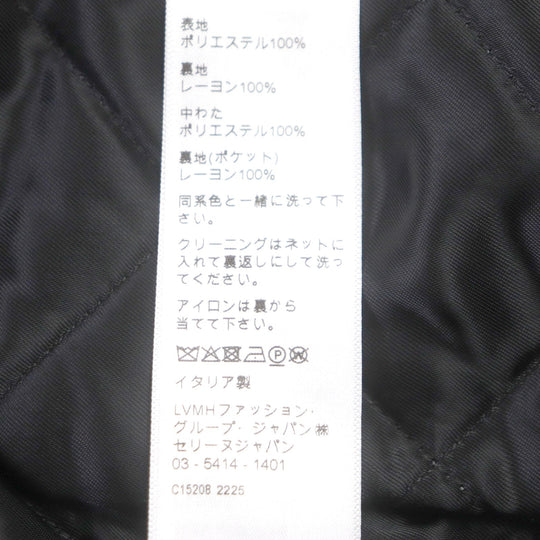 表地
ポリエステル100%
裏地
レーヨン100%
中わた
ポリエステル100%
裏地(ポケット)
レーヨン100%
同系色と一緒に洗って下
さい。
クリーニングはネットに
入れて裏返しにして洗っ
てください。
アイロンは裏から
当てて下さい。
P W
イタリア製
LVMHファッション・
グループ・ジャパン㈱
セリーヌジャパン
03 - 5414 - 1401
C15208 2225